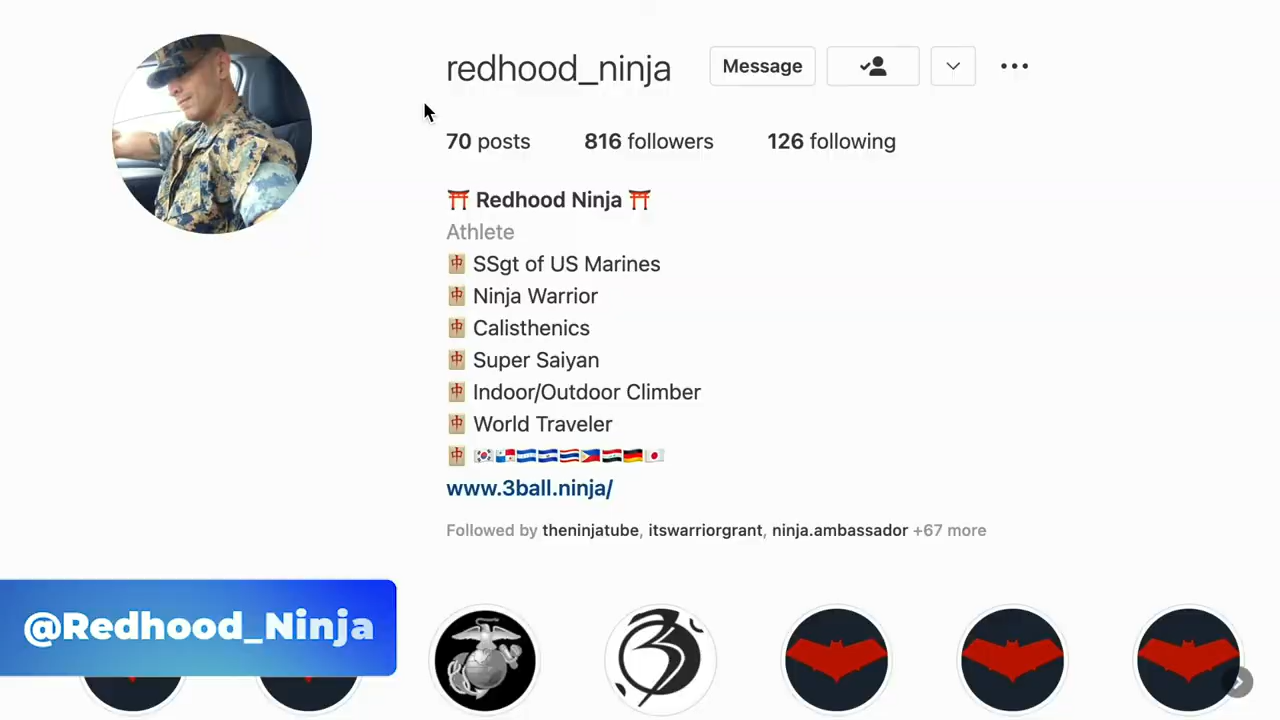 redhood_ninja Message
70 posts 816 followers 126 following
⛩ Redhood Ninja ⛩
Athlete
🀄 SSgt of US Marines
🀄 Ninja Warrior
🀄 Calisthenics
🀄 Super Saiyan
🀄 Indoor/Outdoor Climber
🀄 World Traveler
🀄 🇰🇷🇵🇦🇭🇳🇸🇻🇹🇭🇵🇭🇮🇶🇩🇪🇯🇵
www.3ball.ninja/
Followed by theninjatube, itswarriorgrant, ninja.ambassador +67 more
@Redhood_Ninja